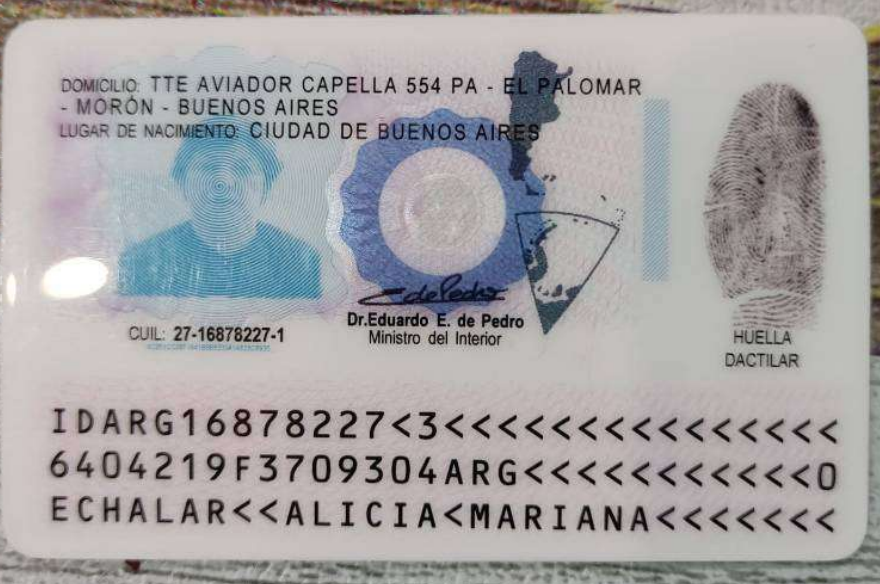 DOMICILIO: TTE AVIADOR CAPELLA 554 PA - EL PALOMAR
- MORÓN - BUENOS AIRES
LUGAR DE NACIMIENTO: CIUDAD DE BUENOS AIRES
CUIL: 27-16878227-1
Dr.Eduardo E. de Pedro
Ministro del Interior
HUELLA
DACTILAR
IDARG16878227<3<<<<<<<<<<<<<<<
6404219F3709304ARG<<<<<<<<<<<0
ECHALAR<<ALICIA<MARIANA<<<<<<<